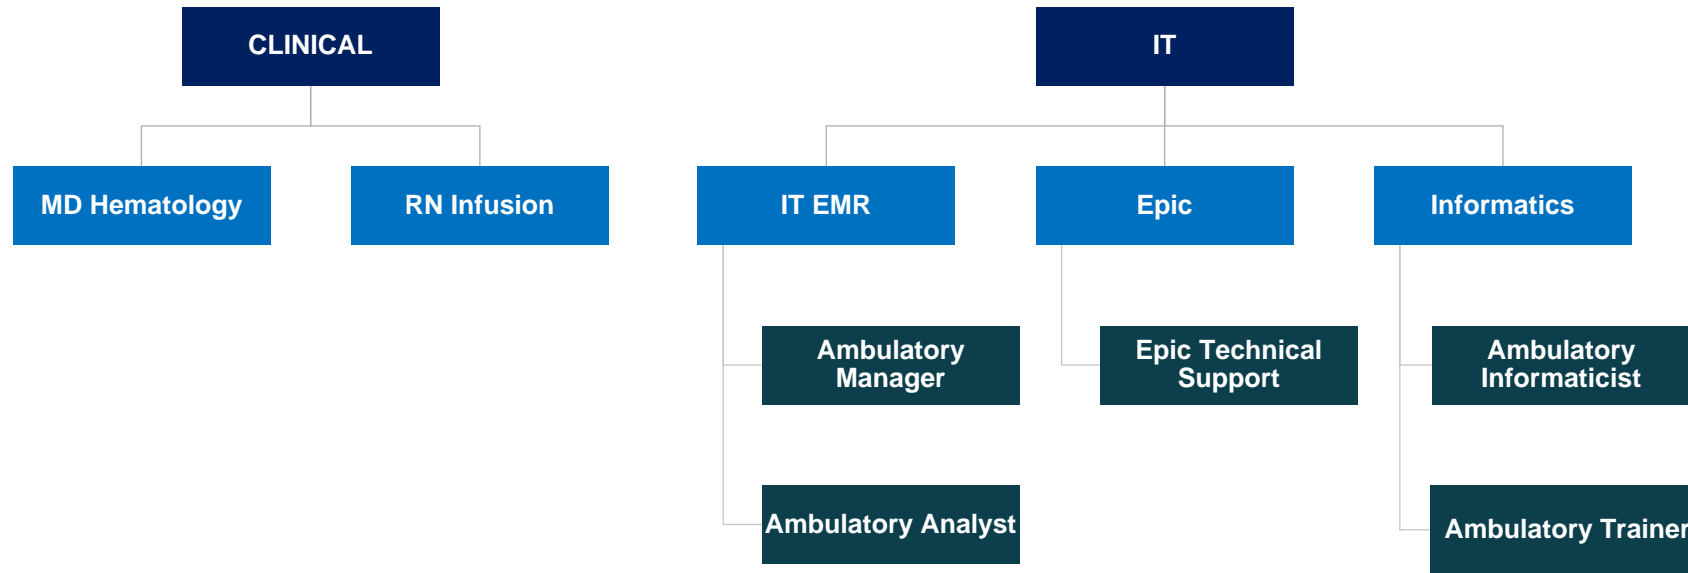 CLINICAL
IT
MD Hematology
RN Infusion
IT EMR
Epic
Informatics
Ambulatory
Manager
Epic Technical
Support
Ambulatory
Informaticist
Ambulatory Analyst
Ambulatory Trainer